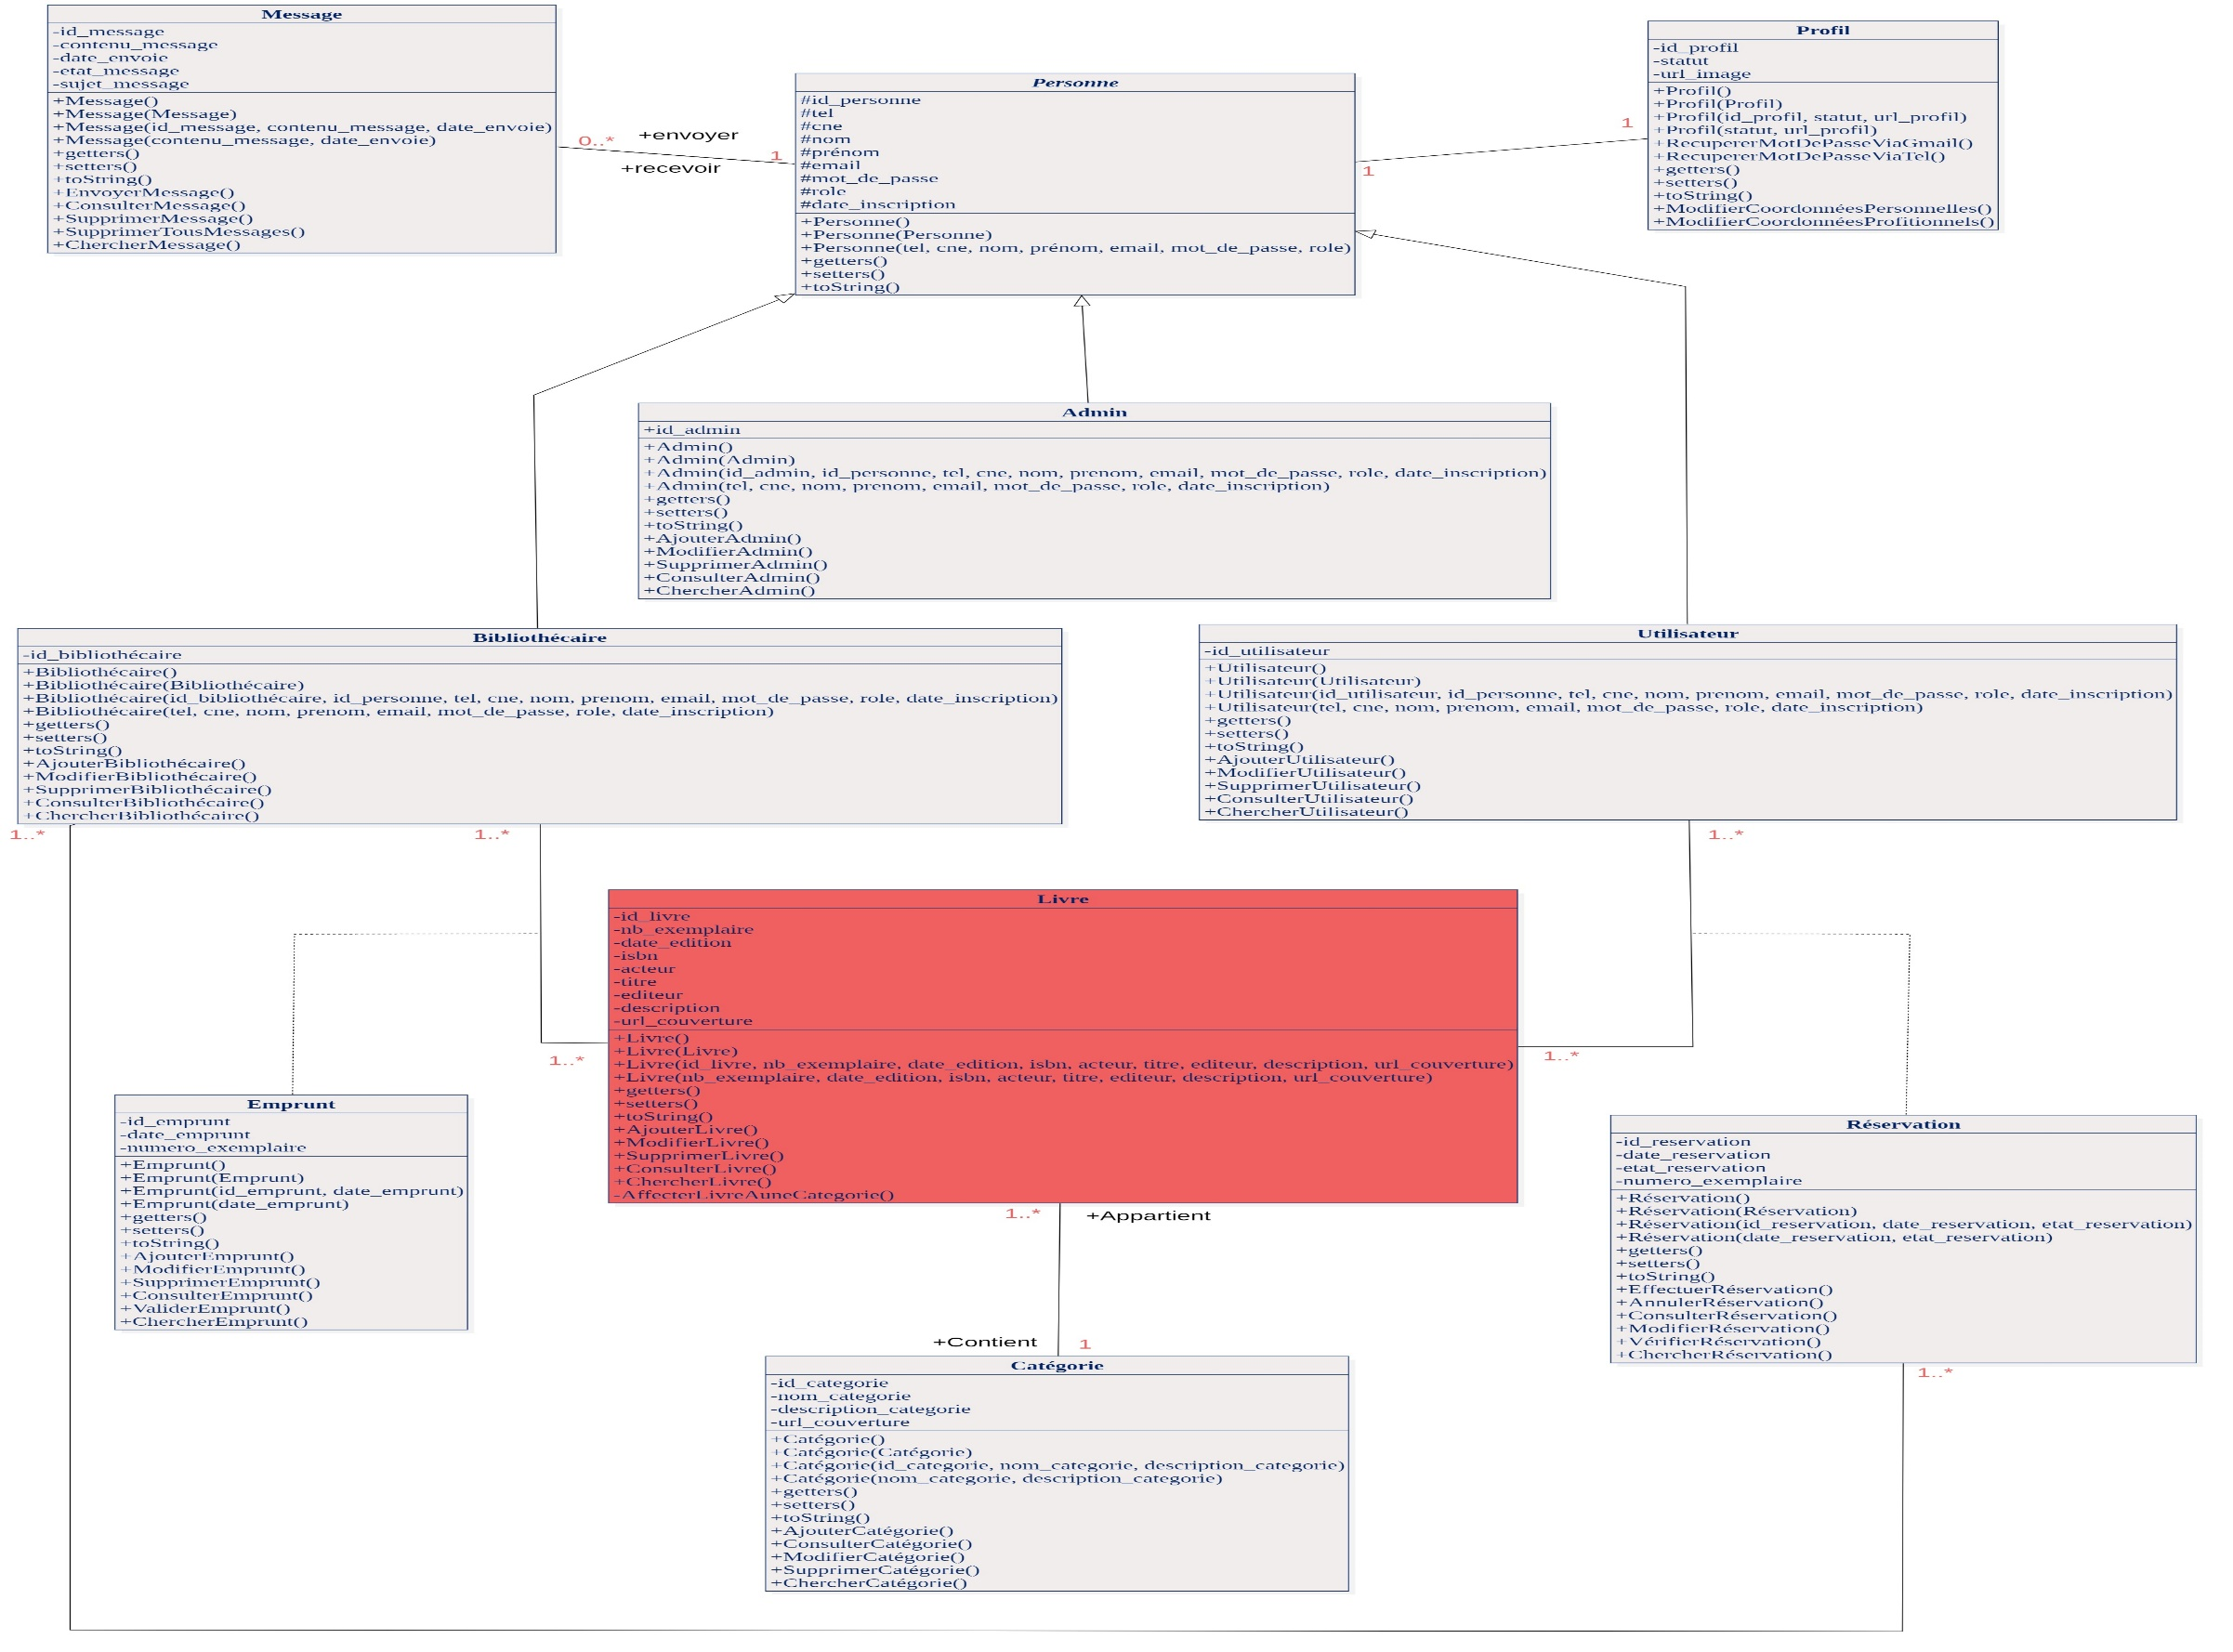 Message
-id_message
-contenu_message
-date_envoie
-etat_message
-sujet_message
+Message()
+Message(Message)
+Message(id_message, contenu_message, date_envoie)
+Message(contenu_message, date_envoie)
+getters()
+setters()
+toString()
+EnvoyerMessage()
+ConsulterMessage()
+SupprimerMessage()
+SupprimerTousMessages()
+ChercherMessage()
0..*
+envoyer
+recevoir
1
Personne
#id_personne
#tel
#cne
#nom
#prénom
#email
#mot_de_passe
#role
#date_inscription
+Personne()
+Personne(Personne)
+Personne(tel, cne, nom, prénom, email, mot_de_passe, role)
+getters()
+setters()
+toString()
1
1
Profil
-id_profil
-statut
-url_image
+Profil()
+Profil(Profil)
+Profil(id_profil, statut, url_profil)
+Profil(statut, url_profil)
+RecupererMotDePasseViaGmail()
+RecupererMotDePasseViaTel()
+getters()
+setters()
+toString()
+ModifierCoordonnéesPersonnelles()
+ModifierCoordonnéesProfitionnels()
Admin
+id_admin
+Admin()
+Admin(Admin)
+Admin(id_admin, id_personne, tel, cne, nom, prenom, email, mot_de_passe, role, date_inscription)
+Admin(tel, cne, nom, prenom, email, mot_de_passe, role, date_inscription)
+getters()
+setters()
+toString()
+AjouterAdmin()
+ModifierAdmin()
+SupprimerAdmin()
+ConsulterAdmin()
+ChercherAdmin()
Bibliothécaire
-id_bibliothécaire
+Bibliothécaire()
+Bibliothécaire(Bibliothécaire)
+Bibliothécaire(id_bibliothécaire, id_personne, tel, cne, nom, prenom, email, mot_de_passe, role, date_inscription)
+Bibliothécaire(tel, cne, nom, prenom, email, mot_de_passe, role, date_inscription)
+getters()
+setters()
+toString()
+AjouterBibliothécaire()
+ModifierBibliothécaire()
+SupprimerBibliothécaire()
+ConsulterBibliothécaire()
+ChercherBibliothécaire()
1..*
1..*
Utilisateur
-id_utilisateur
+Utilisateur()
+Utilisateur(Utilisateur)
+Utilisateur(id_utilisateur, id_personne, tel, cne, nom, prenom, email, mot_de_passe, role, date_inscription)
+Utilisateur(tel, cne, nom, prenom, email, mot_de_passe, role, date_inscription)
+getters()
+setters()
+toString()
+AjouterUtilisateur()
+ModifierUtilisateur()
+SupprimerUtilisateur()
+ConsulterUtilisateur()
+ChercherUtilisateur()
1..*
Livre
-id_livre
-nb_exemplaire
-date_edition
-isbn
-acteur
-titre
-editeur
-description
-url_couverture
+Livre()
+Livre(Livre)
+Livre(id_livre, nb_exemplaire, date_edition, isbn, acteur, titre, editeur, description, url_couverture)
+Livre(nb_exemplaire, date_edition, isbn, acteur, titre, editeur, description, url_couverture)
+getters()
+setters()
+toString()
+AjouterLivre()
+ModifierLivre()
+SupprimerLivre()
+ConsulterLivre()
+ChercherLivre()
-AffecterLivreAuneCategorie()
1..*
1..*
1..*
+Appartient
Emprunt
-id_emprunt
-date_emprunt
-numero_exemplaire
+Emprunt()
+Emprunt(Emprunt)
+Emprunt(id_emprunt, date_emprunt)
+Emprunt(date_emprunt)
+getters()
+setters()
+toString()
+AjouterEmprunt()
+ModifierEmprunt()
+SupprimerEmprunt()
+ConsulterEmprunt()
+ValiderEmprunt()
+ChercherEmprunt()
Réservation
-id_reservation
-date_reservation
-etat_reservation
-numero_exemplaire
+Réservation()
+Réservation(Réservation)
+Réservation(id_reservation, date_reservation, etat_reservation)
+Réservation(date_reservation, etat_reservation)
+getters()
+setters()
+toString()
+EffectuerRéservation()
+AnnulerRéservation()
+ConsulterRéservation()
+ModifierRéservation()
+VérifierRéservation()
+ChercherRéservation()
1..*
+Contient
1
Catégorie
-id_categorie
-nom_categorie
-description_categorie
-url_couverture
+Catégorie()
+Catégorie(Catégorie)
+Catégorie(id_categorie, nom_categorie, description_categorie)
+Catégorie(nom_categorie, description_categorie)
+getters()
+setters()
+toString()
+AjouterCatégorie()
+ConsulterCatégorie()
+ModifierCatégorie()
+SupprimerCatégorie()
+ChercherCatégorie()